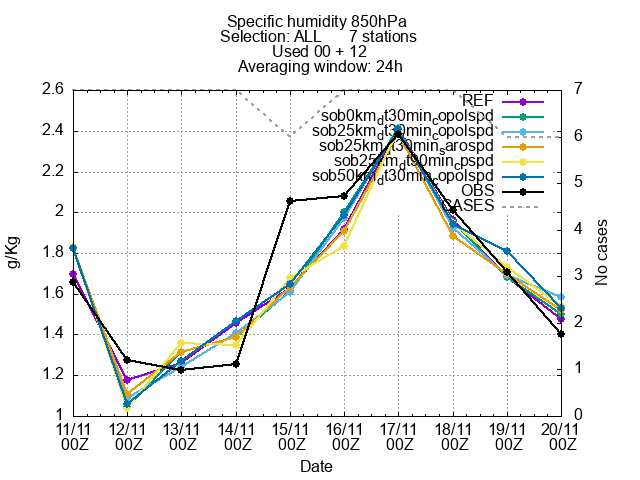 Specific humidity 850hPa
Selection: ALL 7 stations
Used 00 + 12
Averaging window: 24h
REF
sob0km_dt30min_copolspd
sob25km_dt30min_copolspd
sob25km_dt30min_sarospd
sob25km_dt90min_cpspd
sob50km_dt30min_copolspd
OBS
CASES
2.6
2.4
2.2
2
1.8
1.6
1.4
1.2
1
g/Kg
7
6
5
4
3
2
1
0
No cases
11/11 12/11 13/11 14/11 15/11 16/11 17/11 18/11 19/11 20/11
00Z 00Z 00Z 00Z 00Z 00Z 00Z 00Z 00Z 00Z
Date